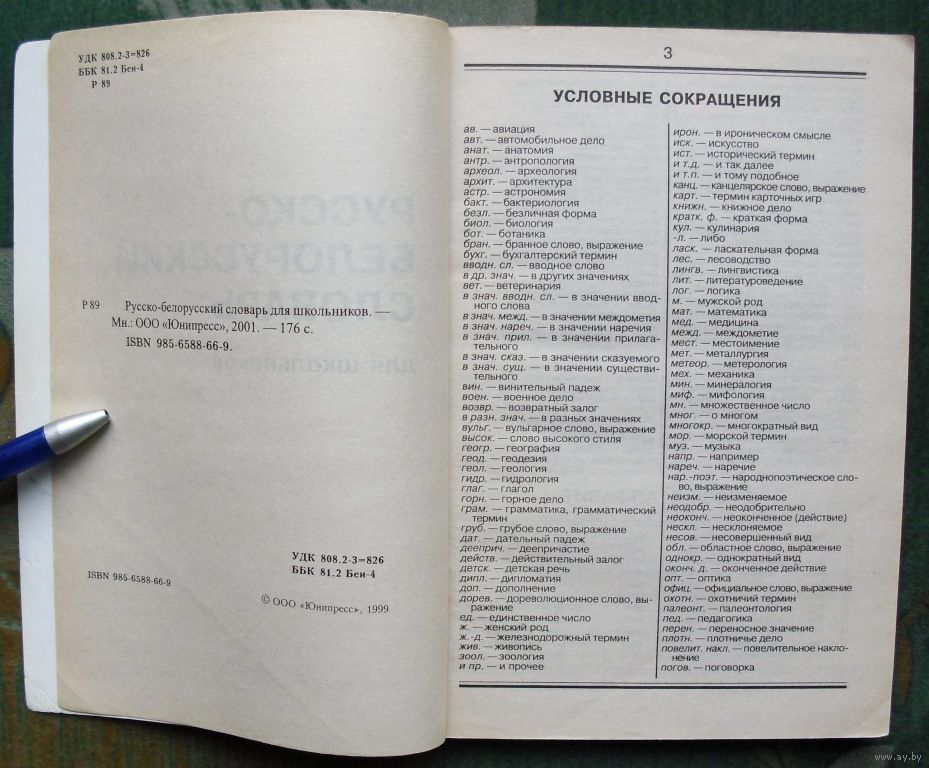 УДК 808.2-3=826
ББК 81.2 Беи-4
Р 89
Р 89 Русско-белорусский словарь для школьников. —
Мн.: ООО «Юнипресс», 2001. — 176 с.
ISBN 985-6588-66-9.
УДК 808.2-3=826
ББК 81.2 Беи-4
ISBN 985-6588-66-9
© ООО «Юнипресс», 1999
3
УСЛОВНЫЕ СОКРАЩЕНИЯ
ав. — авиация
авт. — автомобильное дело
анат. — анатомия
антр. — антропология
археол. — археология
архит. — архитектура
астр. — астрономия
бакт. — бактериология
безл. — безличная форма
биол. — биология
бот. — ботаника
бран. — бранное слово, выражение
бухг. — бухгалтерский термин
вводн. сл. — вводное слово
в др. знач. — в других значениях
вет. — ветеринария
в знач. вводн. сл. — в значении ввод-
ного слова
в знач. межд. — в значении междометия
в знач. нареч. — в значении наречия
в знач. прил. — в значении прилага-
тельного
в знач. сказ. — в значении сказуемого
в знач. сущ. — в значении существи-
тельного
вин. — винительный падеж
воен. — военное дело
возвр. — возвратный залог
в разн. знач. — в разных значениях
вульг. — вульгарное слово, выражение
высок. — слово высокого стиля
геогр. — география
геод. — геодезия
геол. — геология
гидр. — гидрология
глаг. — глагол
горн. — горное дело
грам. — грамматика, грамматический
термин
груб. — грубое слово, выражение
дат. — дательный падеж
дееприч. — деепричастие
действ. — действительный залог
детск. — детская речь
дипл. — дипломатия
доп. — дополнение
дорев. — дореволюционное слово, вы-
ражение
ед. — единственное число
ж. — женский род
ж.-д. — железнодорожный термин
жив. — живопись
зоол. — зоология
и пр. — и прочее
ирон. — в ироническом смысле
иск. — искусство
ист. — исторический термин
и т.д. — и так далее
и т.п. — и тому подобное
канц. — канцелярское слово, выражение
карт. — термин карточных игр
книжн. — книжное дело
кратк. ф. — краткая форма
кул. — кулинария
-л. — либо
ласк. — ласкательная форма
лес. — лесоводство
лингв. — лингвистика
лит. — литературоведение
лог. — логика
м. — мужской род
мат. — математика
мед. — медицина
межд. — междометие
мест. — местоимение
мет. — металлургия
метеор. — метерология
мех. — механика
мин. — минералогия
миф. — мифология
мн. — множественное число
мног. — о многом
многокр. — многократный вид
мор. — морской термин
муз. — музыка
напр. — например
нареч. — наречие
нар.-поэт. — народнопоэтическое сло-
во, выражение
неизм. — неизменяемое
неодобр. — неодобрительно
неоконч. — неоконченное (действие)
нескл. — несклоняемое
несов. — несовершенный вид
обл. — областное слово, выражение
однокр. — однократный вид
оконч. д. — оконченное действие
опт. — оптика
офиц. — официальное слово, выражение
охотн. — охотничий термин
палеонт. — палеонтология
пед. — педагогика
перен. — переносное значение
плотн. — плотничье дело
повелит. накл. — повелительное накло-
нение
погов. — поговорка
www.ay.by